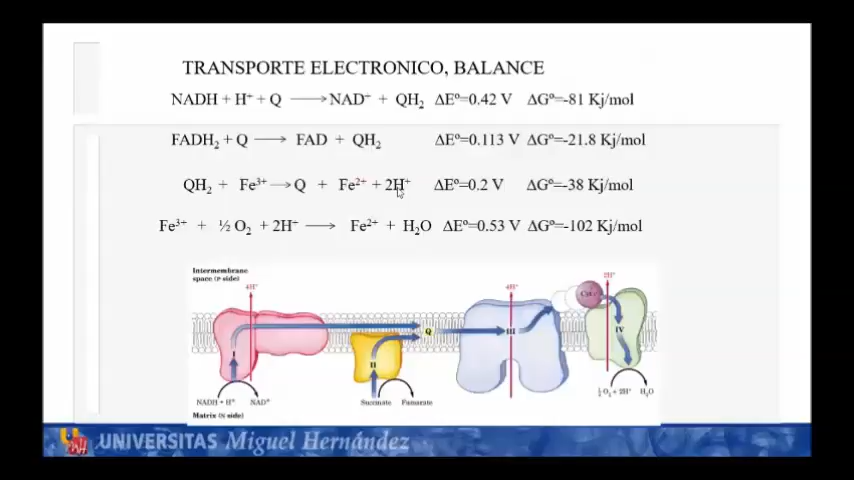 TRANSPORTE ELECTRONICO, BALANCE
NADH + H⁺ + Q ⟶ NAD⁺ + QH₂ ΔEº=0.42 V ΔGº=-81 Kj/mol
FADH₂ + Q ⟶ FAD + QH₂ ΔEº=0.113 V ΔGº=-21.8 Kj/mol
QH₂ + Fe³⁺ ⟶ Q + Fe²⁺ + 2H⁺ ΔEº=0.2 V ΔGº=-38 Kj/mol
Fe³⁺ + ½ O₂ + 2H⁺ ⟶ Fe²⁺ + H₂O ΔEº=0.53 V ΔGº=-102 Kj/mol
Intermembrane
space (P-side)
4H⁺ 4H⁺ 2H⁺
Cyt c
I II Q III IV
NADH + H⁺ NAD⁺ Succinate Fumarate ½ O₂ + 2H⁺ H₂O
Matrix (N side)
UNIVERSITAS Miguel Hernández